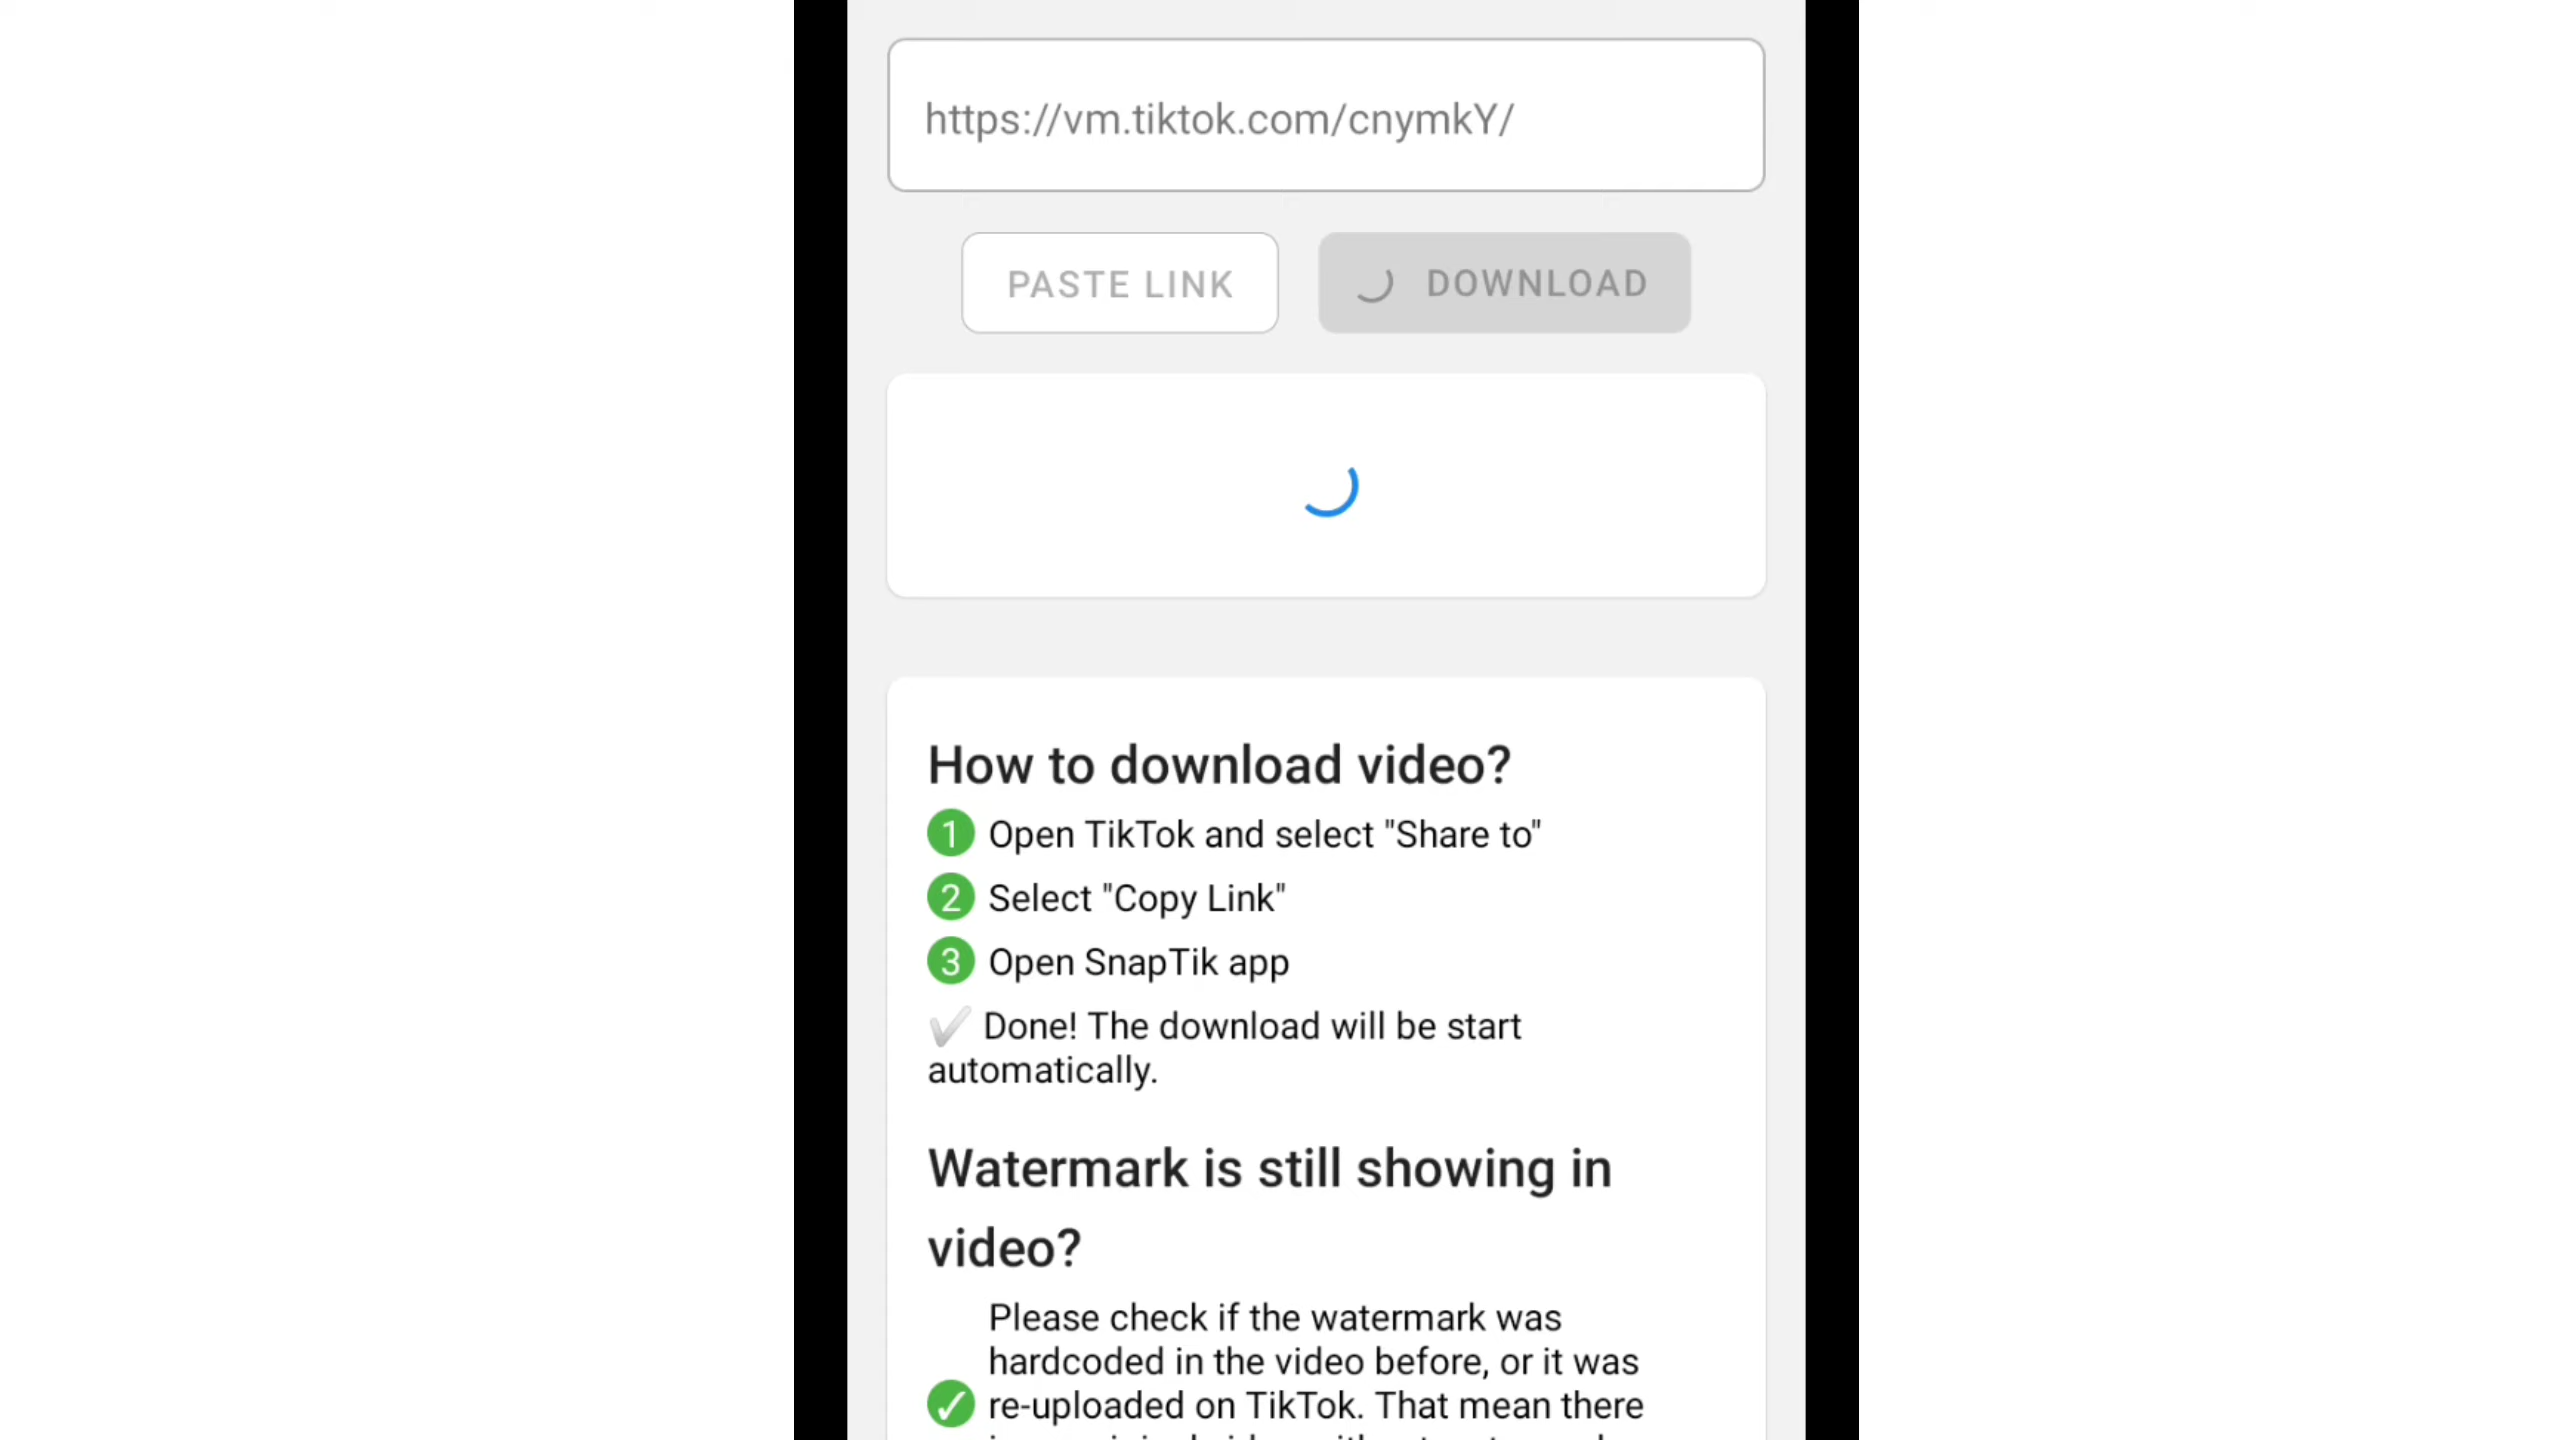 https://vm.tiktok.com/cnymkY/
PASTE LINK
DOWNLOAD
How to download video?
1 Open TikTok and select "Share to"
2 Select "Copy Link"
3 Open SnapTik app
✔ Done! The download will be start
automatically.
Watermark is still showing in
video?
Please check if the watermark was
hardcoded in the video before, or it was
✓ re-uploaded on TikTok. That mean there